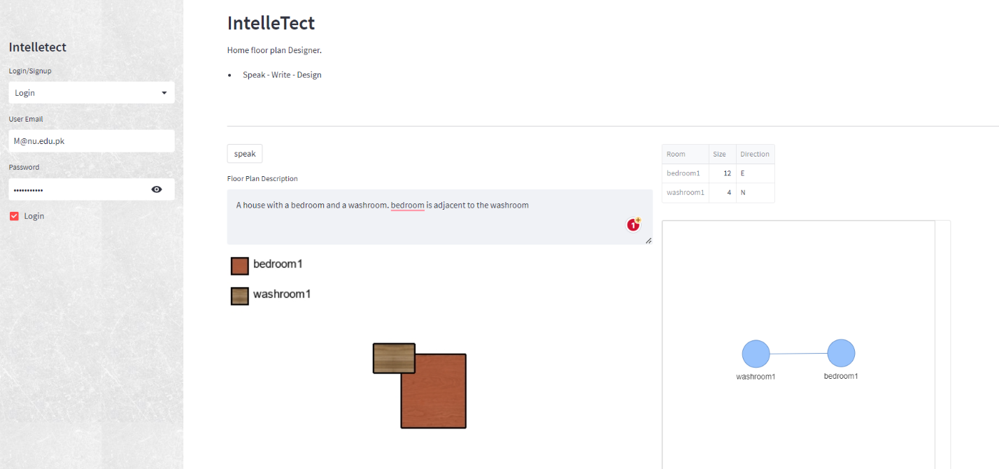 Intelletect
Login/Signup
Login
User Email
M@nu.edu.pk
Password
•••••••••••
Login
IntelleTect
Home floor plan Designer.
• Speak - Write - Design
speak
Floor Plan Description
A house with a bedroom and a washroom. bedroom is adjacent to the washroom
1
bedroom1
washroom1
Room Size Direction
bedroom1 12 E
washroom1 4 N
washroom1 bedroom1